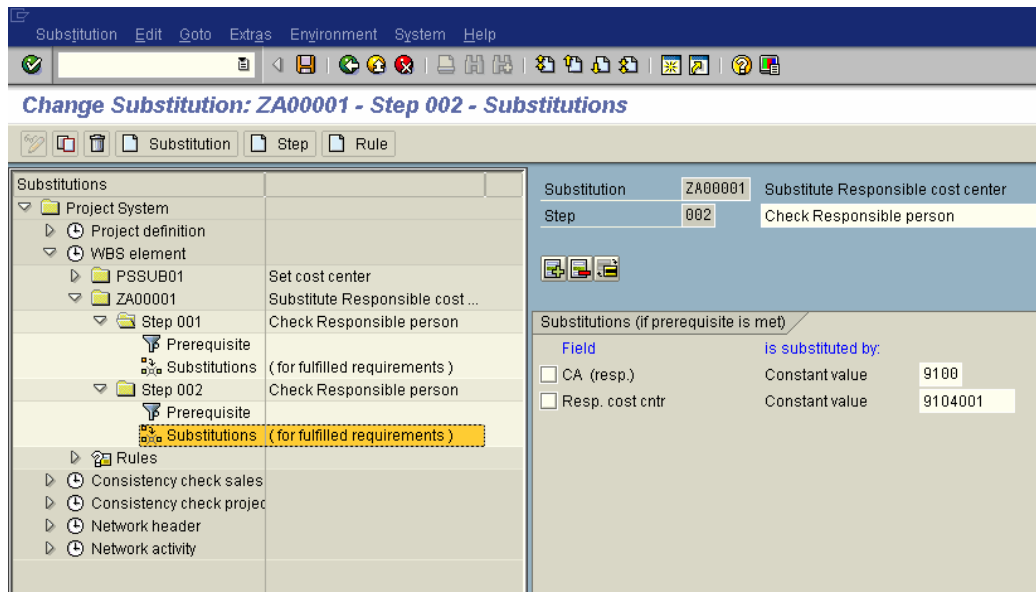 Substitution Edit Goto Extras Environment System Help
Change Substitution: ZA00001 - Step 002 - Substitutions
Substitution Step Rule
Substitutions
Project System
Project definition
WBS element
PSSUB01 Set cost center
ZA00001 Substitute Responsible cost ...
Step 001 Check Responsible person
Prerequisite
Substitutions (for fulfilled requirements)
Step 002 Check Responsible person
Prerequisite
Substitutions (for fulfilled requirements)
Rules
Consistency check sales
Consistency check projec
Network header
Network activity
Substitution ZA00001 Substitute Responsible cost center
Step 002 Check Responsible person
Substitutions (if prerequisite is met)
Field is substituted by:
CA (resp.) Constant value 9100
Resp. cost cntr Constant value 9104001